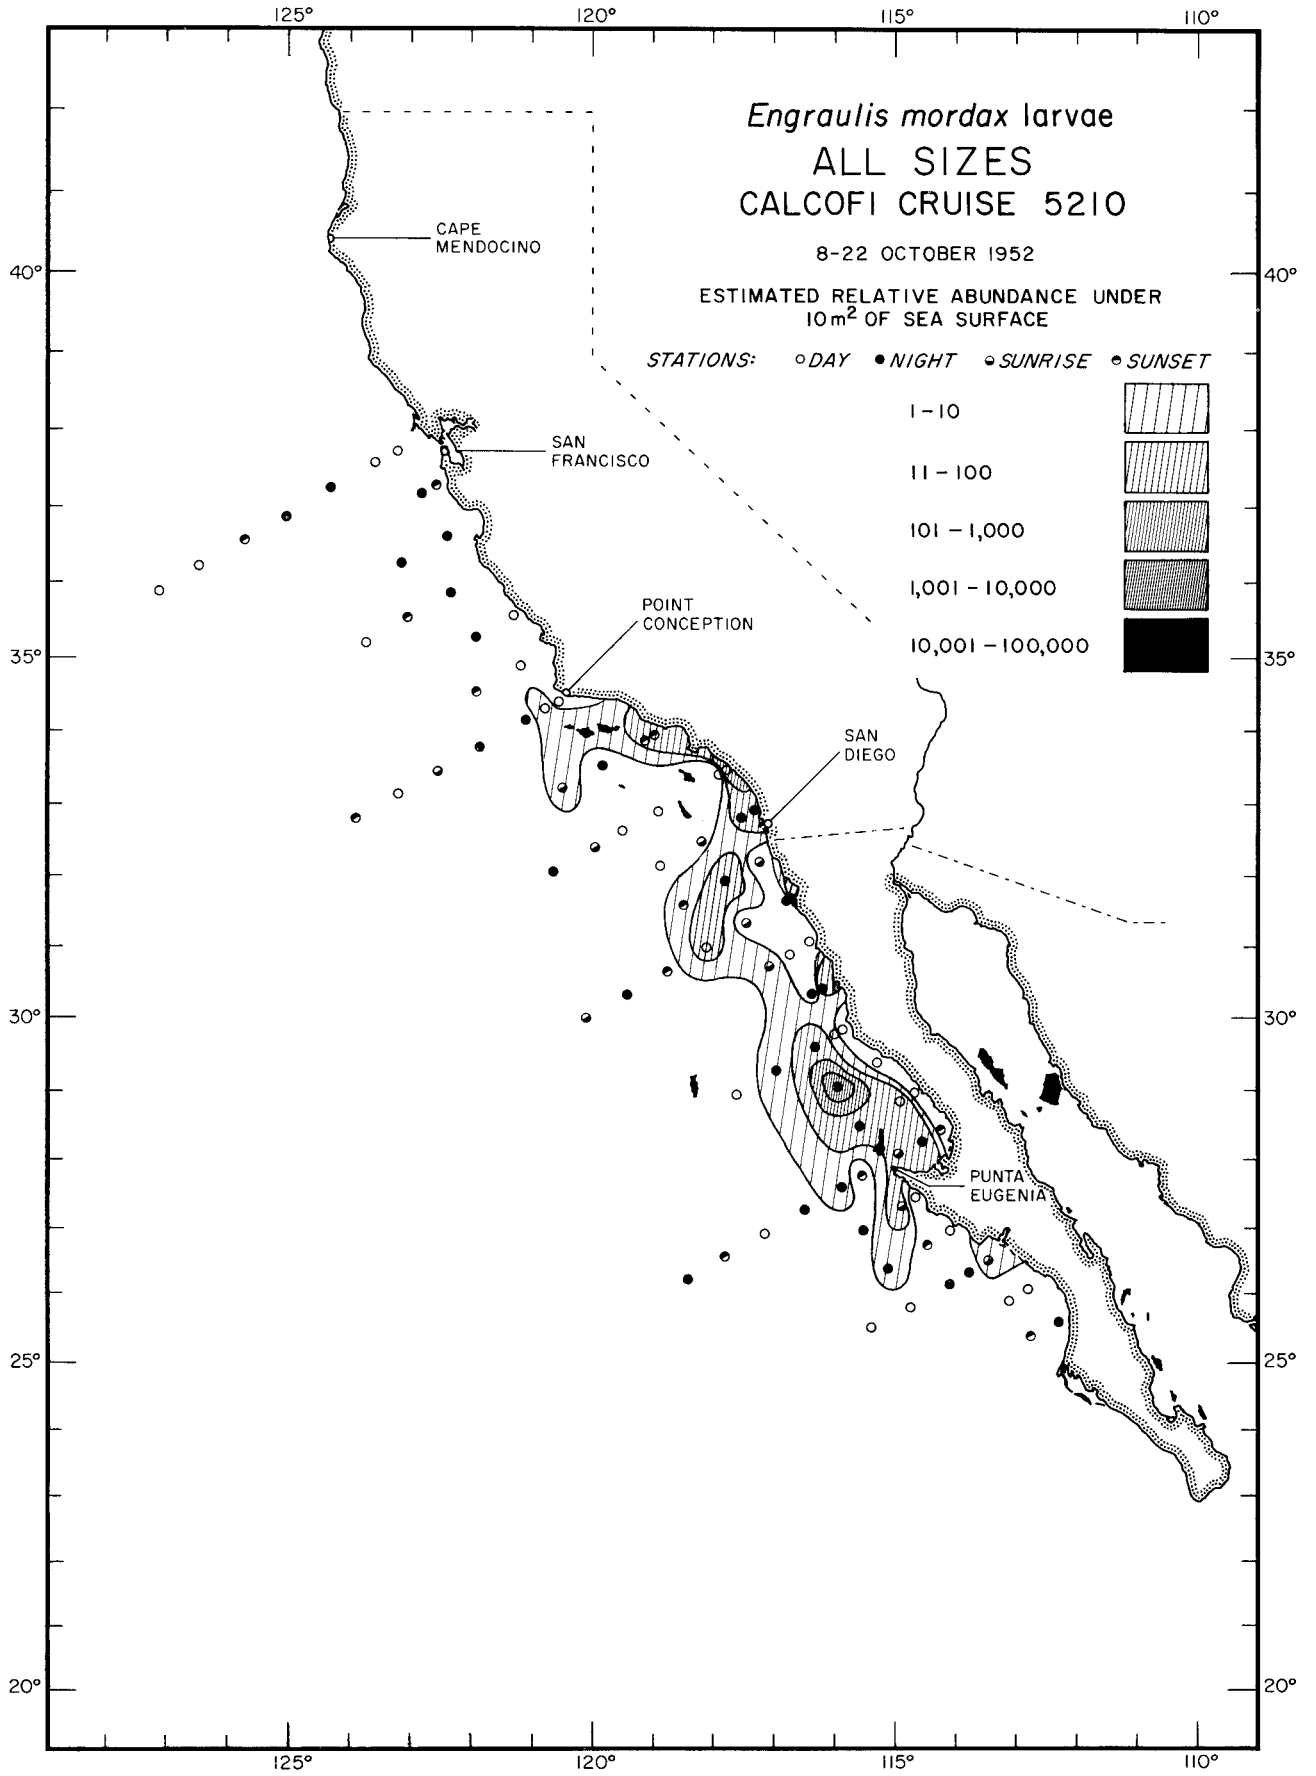 125° 120° 115° 110°
Engraulis mordax larvae
ALL SIZES
CALCOFI CRUISE 5210
8-22 OCTOBER 1952
ESTIMATED RELATIVE ABUNDANCE UNDER
10m² OF SEA SURFACE
STATIONS: DAY NIGHT SUNRISE SUNSET
1-10
11-100
101-1,000
1,001-10,000
10,001-100,000
CAPE
MENDOCINO
40° 40°
SAN
FRANCISCO
POINT
CONCEPTION
35° 35°
SAN
DIEGO
30° 30°
PUNTA
EUGENIA
25° 25°
20° 20°
125° 120° 115° 110°